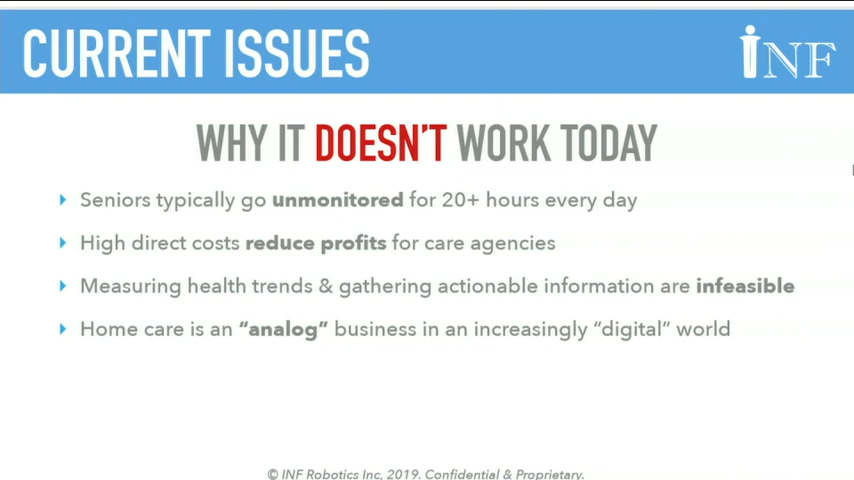 CURRENT ISSUES
INF
WHY IT DOESN'T WORK TODAY
Seniors typically go unmonitored for 20+ hours every day
High direct costs reduce profits for care agencies
Measuring health trends & gathering actionable information are infeasible
Home care is an “analog” business in an increasingly “digital” world
© INF Robotics Inc, 2019. Confidential & Proprietary.